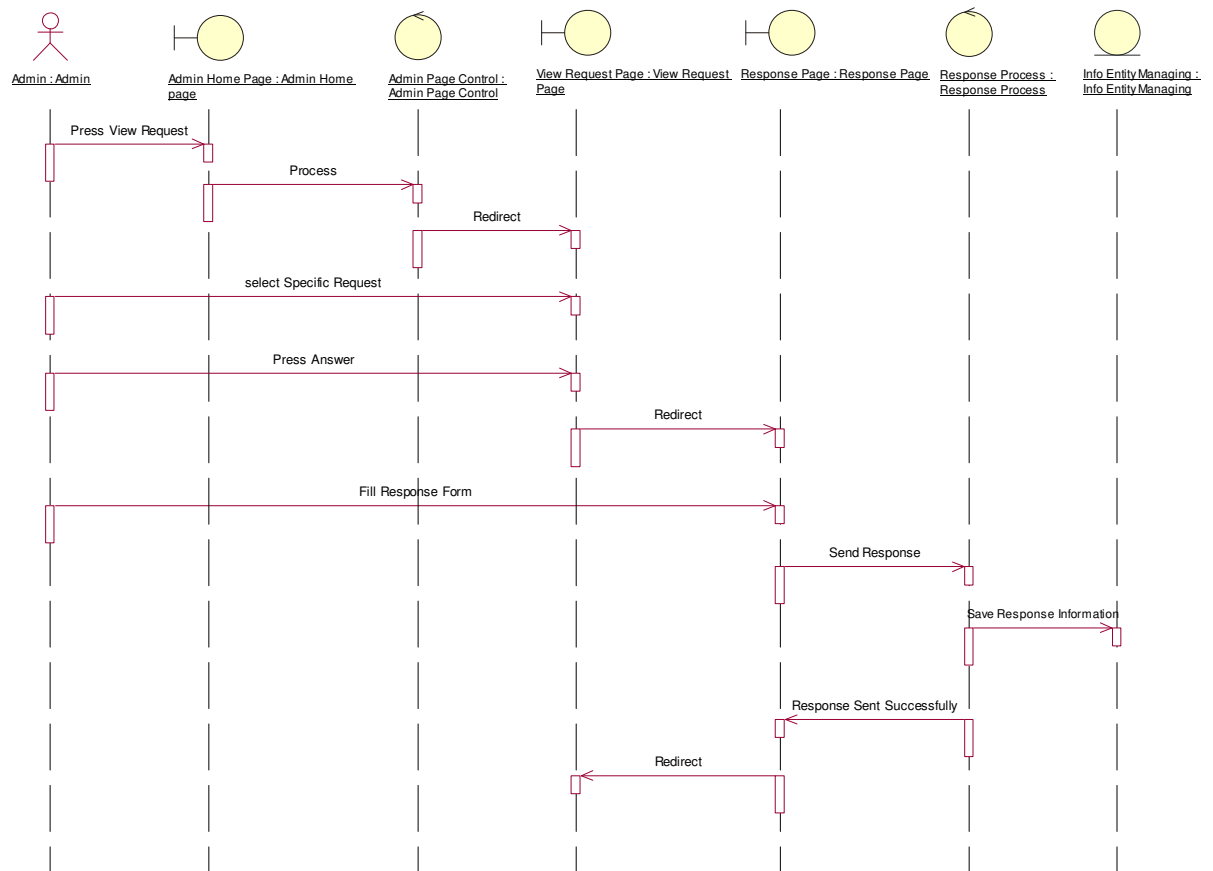 Admin : Admin
Admin Home Page : Admin Home
page
Admin Page Control :
Admin Page Control
View Request Page : View Request
Page
Response Page : Response Page
Response Process :
Response Process
Info EntityManaging :
Info EntityManaging
Press View Request
Process
Redirect
select Specific Request
Press Answer
Redirect
Fill Response Form
Send Response
Save Response Information
Response Sent Successfully
Redirect